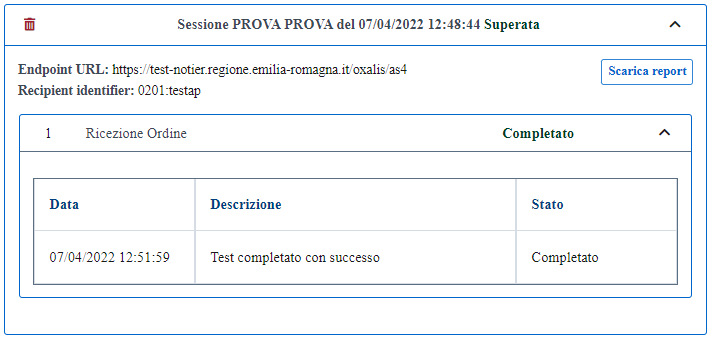 Sessione PROVA PROVA del 07/04/2022 12:48:44 Superata
Endpoint URL: https://test-notier.regione.emilia-romagna.it/oxalis/as4
Scarica report
Recipient identifier: 0201:testap
1 Ricezione Ordine Completato
Data Descrizione Stato
07/04/2022 12:51:59 Test completato con successo Completato